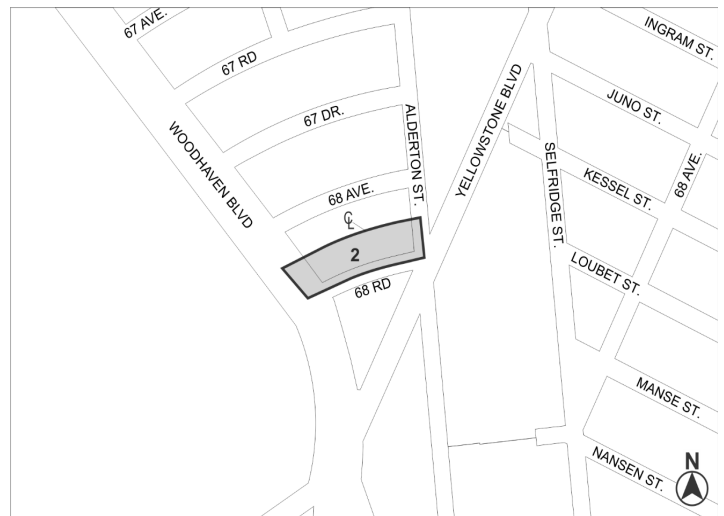 67 AVE.
67 RD
67 DR.
WOODHAVEN BLVD
ALDERTON ST.
YELLOWSTONE BLVD
INGRAM ST.
JUNO ST.
68 AVE.
SELFRIDGE ST.
KESSEL ST.
68 AVE.
℄
2
LOUBET ST.
68 RD
MANSE ST.
NANSEN ST.
N